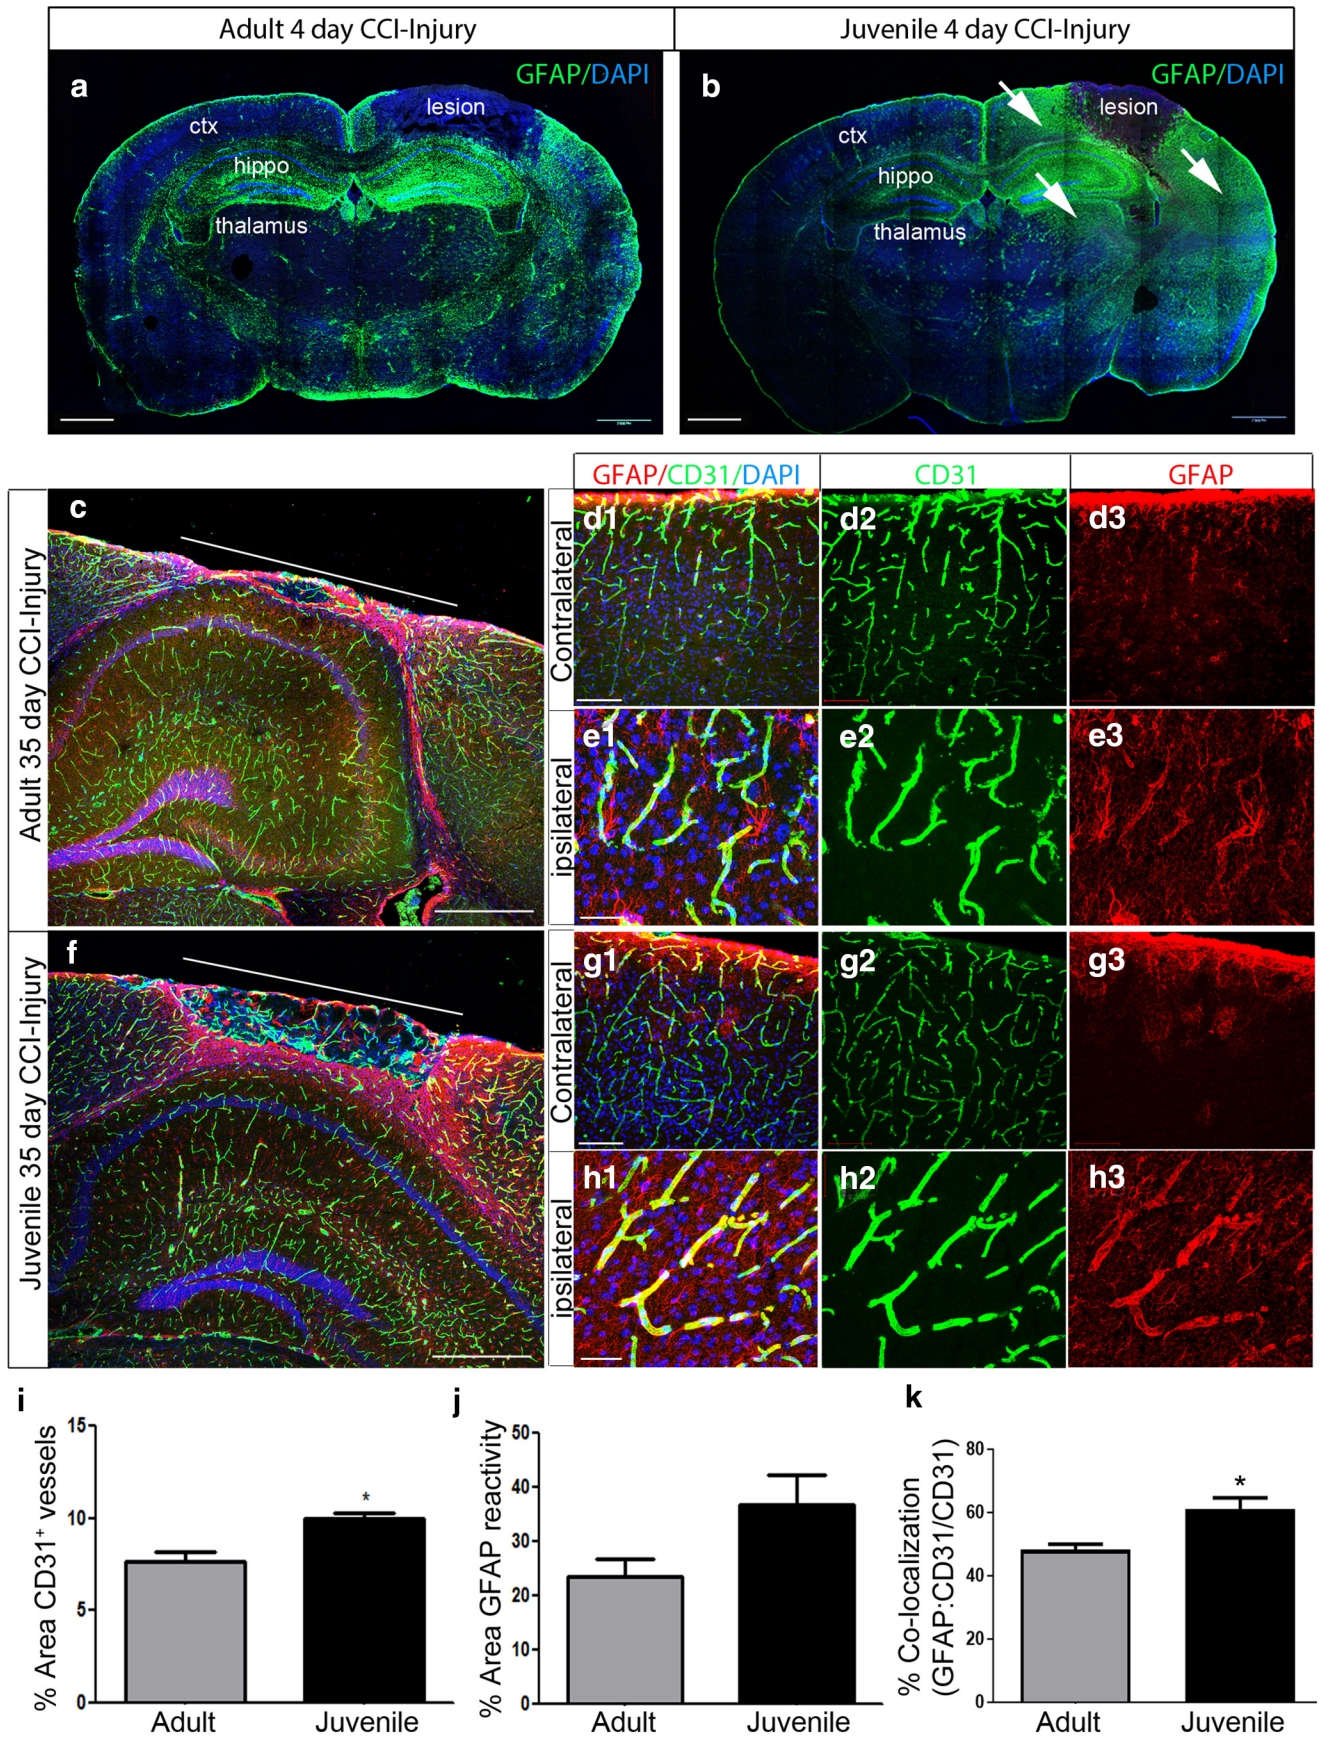 Adult 4 day CCI-Injury
Juvenile 4 day CCI-Injury
a
GFAP/DAPI
ctx
lesion
hippo
thalamus
b
GFAP/DAPI
ctx
lesion
hippo
thalamus
GFAP/CD31/DAPI
CD31
GFAP
Adult 35 day CCI-Injury
c
Contralateral
d1
d2
d3
ipsilateral
e1
e2
e3
Juvenile 35 day CCI-Injury
f
Contralateral
g1
g2
g3
ipsilateral
h1
h2
h3
i
% Area CD31+ vessels
15
10
5
0
*
Adult
Juvenile
j
% Area GFAP reactivity
50
40
30
20
10
0
Adult
Juvenile
k
% Co-localization
(GFAP:CD31/CD31)
80
60
40
20
0
*
Adult
Juvenile